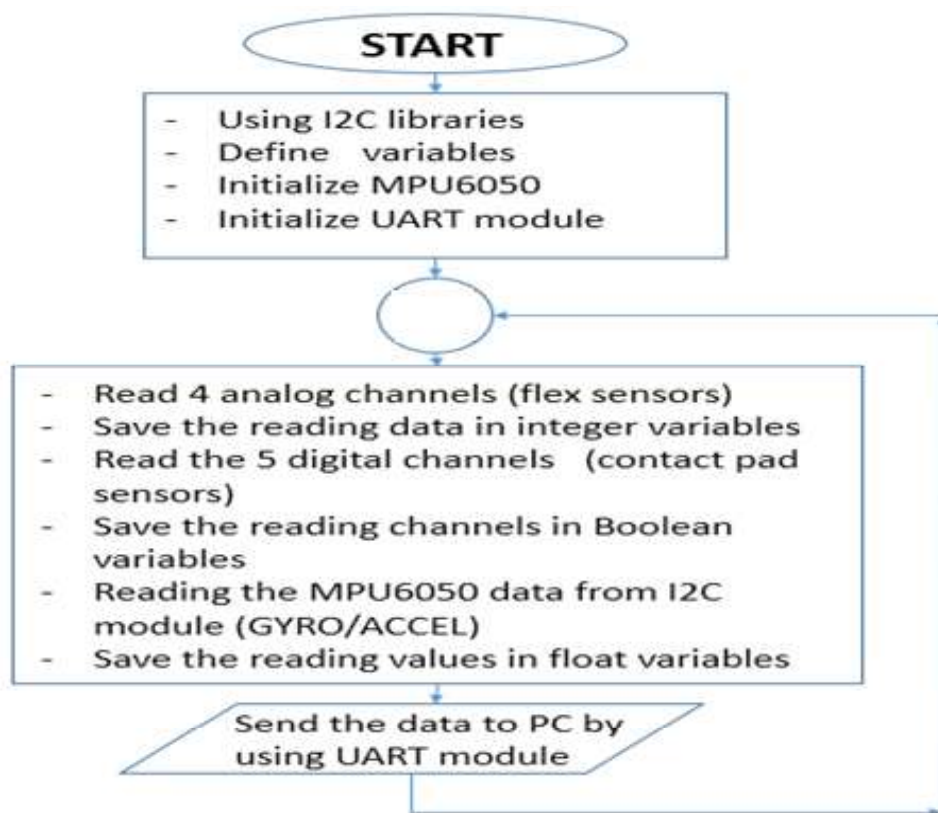 START
- Using I2C libraries
- Define variables
- Initialize MPU6050
- Initialize UART module
- Read 4 analog channels (flex sensors)
- Save the reading data in integer variables
- Read the 5 digital channels (contact pad
sensors)
- Save the reading channels in Boolean
variables
- Reading the MPU6050 data from I2C
module (GYRO/ACCEL)
- Save the reading values in float variables
Send the data to PC by
using UART module